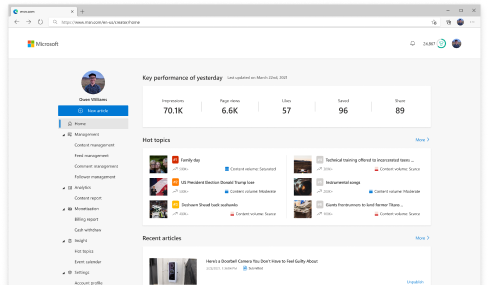 msn.com
https://www.msn.com/en-us/creator/home
Microsoft
24,867
Owen Williams
New article
Home
Management
Content management
Feed management
Comment management
Follower management
Analytics
Content report
Monetization
Billing report
Cash withdraw
Insight
Hot topics
Event calendar
Settings
Account profile
Key performance of yesterday Last updated on March 22nd, 2021
Impressions
70.1K
Page views
6.6K
Likes
57
Saved
96
Share
89
Hot topics
More
Family day
Content volume: Saturated
US President Election Donald Trump loss
Content volume: Moderate
Deshaun Shead back seahawks
Content volume: Scarce
Technical training offered to incarcerated teens ...
Content volume: Scarce
Instrumental songs
Content volume: Moderate
Giants frontrunners to land former Titans...
Content volume: Scarce
Recent articles
More
Here's a Doorbell Camera You Don't Have to Feel Guilty About
Unpublish